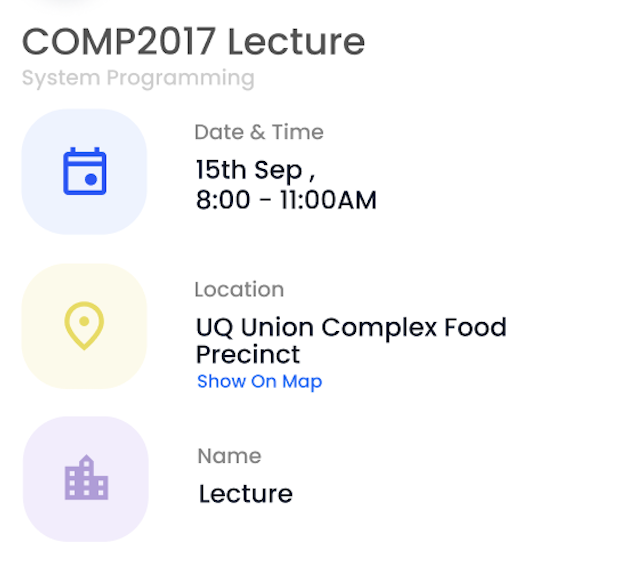 COMP2017 Lecture
System Programming
Date & Time
15th Sep ,
8:00 - 11:00AM
Location
UQ Union Complex Food
Precinct
Show On Map
Name
Lecture